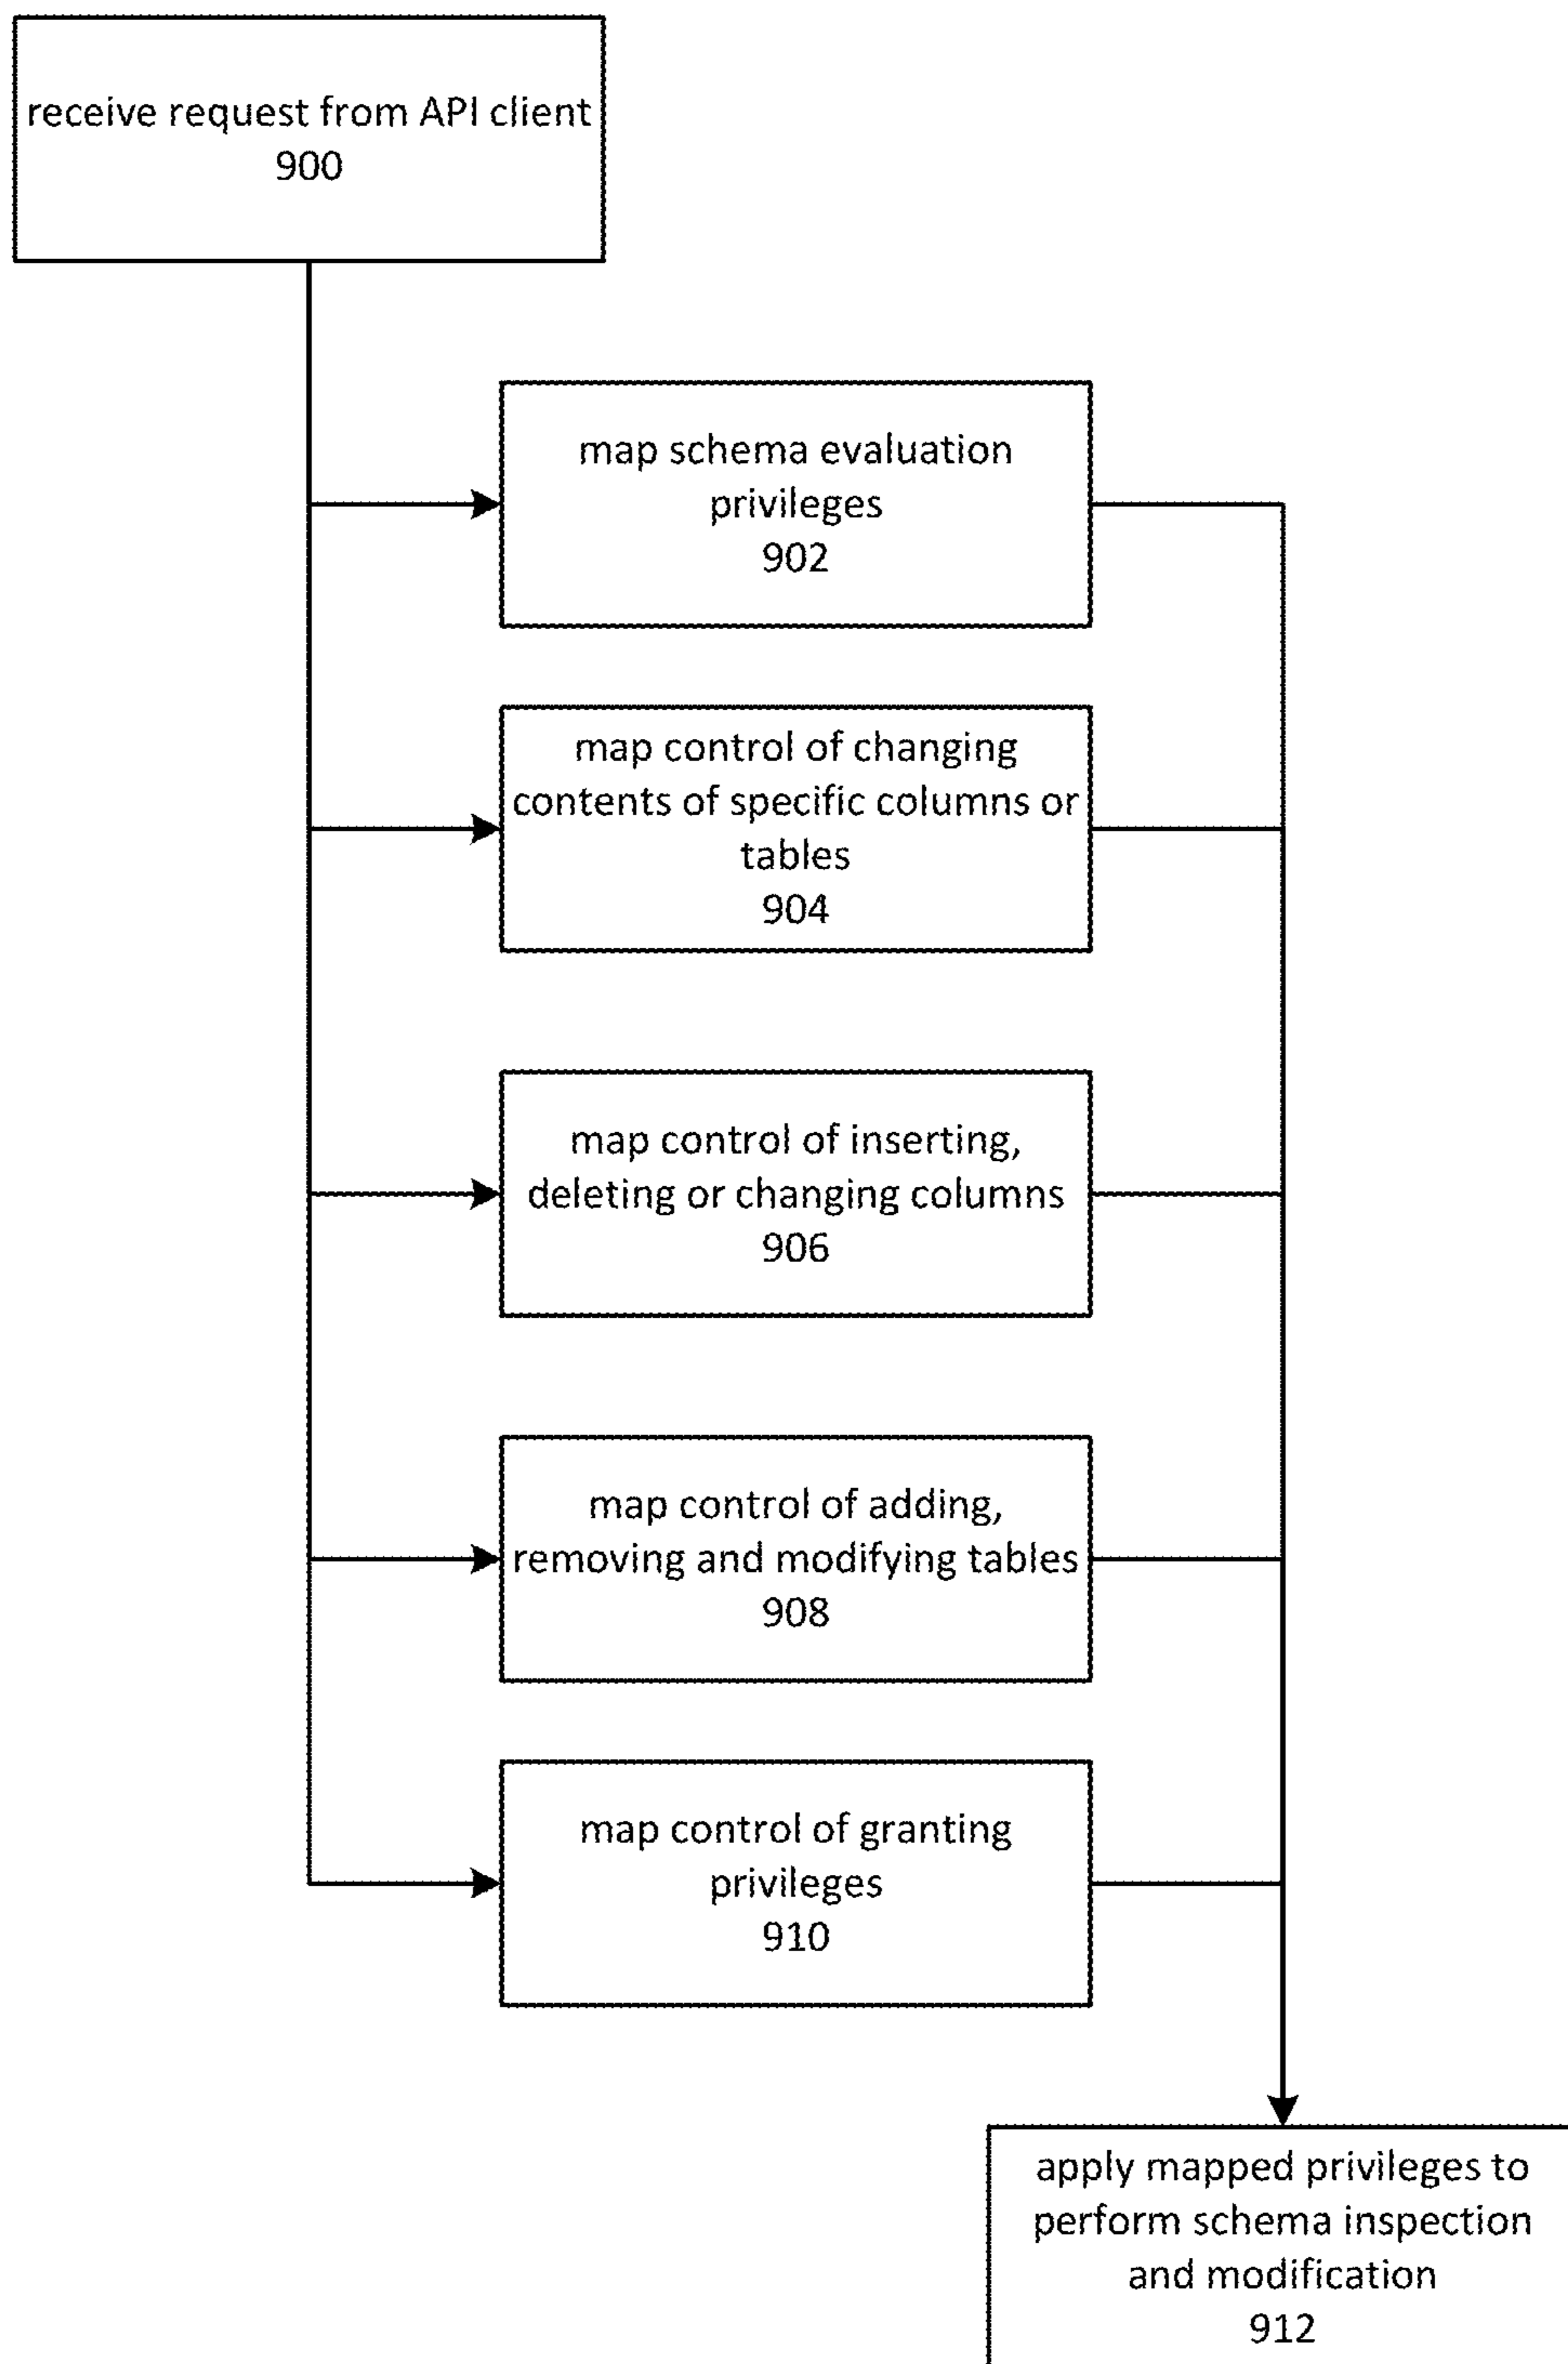 receive request from API client
900
map schema evaluation
privileges
902
map control of changing
contents of specific columns or
tables
904
map control of inserting,
deleting or changing columns
906
map control of adding,
removing and modifying tables
908
map control of granting
privileges
910
apply mapped privileges to
perform schema inspection
and modification
912